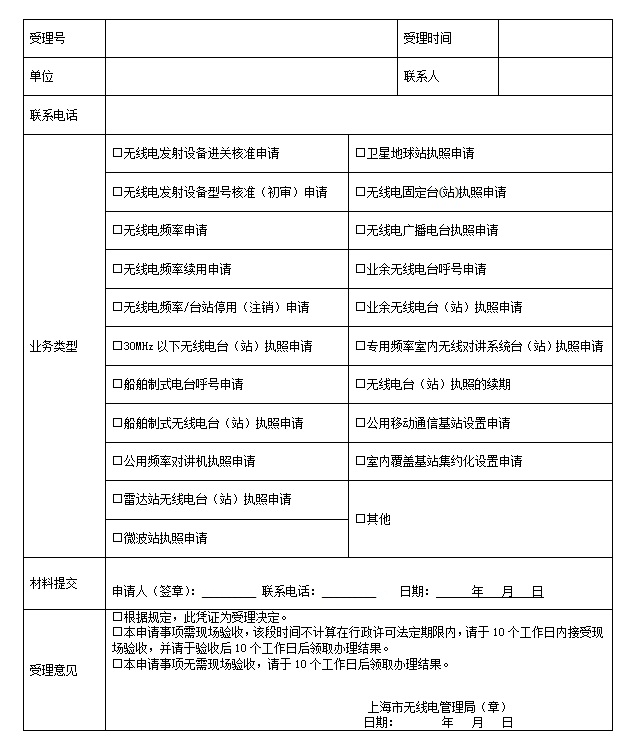 受理号 受理时间
单位 联系人
联系电话
业务类型
□无线电发射设备进关核准申请 □卫星地球站执照申请
□无线电发射设备型号核准（初审）申请 □无线电固定台(站)执照申请
□无线电频率申请 □无线电广播电台执照申请
□无线电频率续用申请 □业余无线电台呼号申请
□无线电频率/台站停用（注销）申请 □业余无线电台（站）执照申请
□30MHz 以下无线电台（站）执照申请 □专用频率室内无线对讲系统台（站）执照申请
□船舶制式电台呼号申请 □无线电台（站）执照的续期
□船舶制式无线电台（站）执照申请 □公用移动通信基站设置申请
□公用频率对讲机执照申请 □室内覆盖基站集约化设置申请
□雷达站无线电台（站）执照申请
□其他
□微波站执照申请
材料提交
申请人（签章）：________ 联系电话：________ 日期：_____年__月__日
受理意见
□根据规定，此凭证为受理决定。
□本申请事项需现场验收，该段时间不计算在行政许可法定期限内，请于 10 个工作日内接受现
场验收，并请于验收后 10 个工作日后领取办理结果。
□本申请事项无需现场验收，请于 10 个工作日后领取办理结果。
上海市无线电管理局（章）
日期： 年 月 日